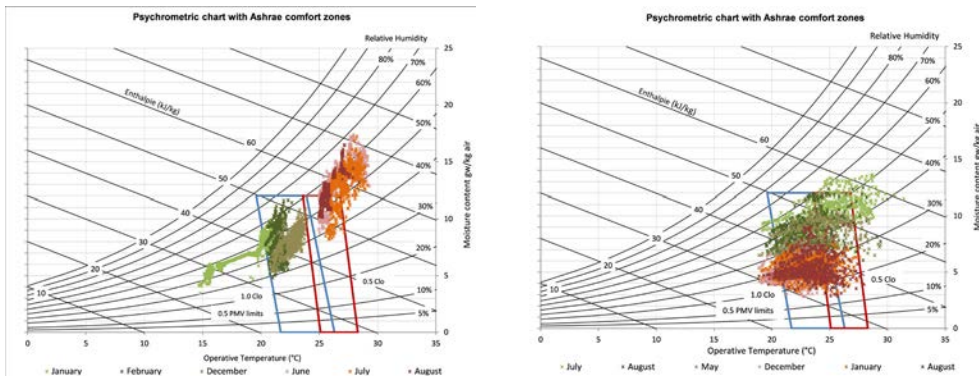 Psychrometric chart with Ashrae comfort zones
Relative Humidity
25
80%
70%
60%
Enthalpie (kJ/kg)
20
50%
60
40%
15
50
30%
40
10
30
20%
20
5
10
1.0 Clo
0.5 Clo
0.5 PMV limits
5%
0
0 5 10 15 20 25 30 35
Operative Temperature (°C)
Moisture content gw/kg air
January February December June July August
Psychrometric chart with Ashrae comfort zones
Relative Humidity
25
80%
70%
60%
Enthalpie (kJ/kg)
20
50%
60
40%
15
50
30%
40
10
30
20%
20
5
10
1.0 Clo
0.5 Clo
0.5 PMV limits
5%
0
0 5 10 15 20 25 30 35
Operative Temperature (°C)
Moisture content gw/kg air
July August May December January August